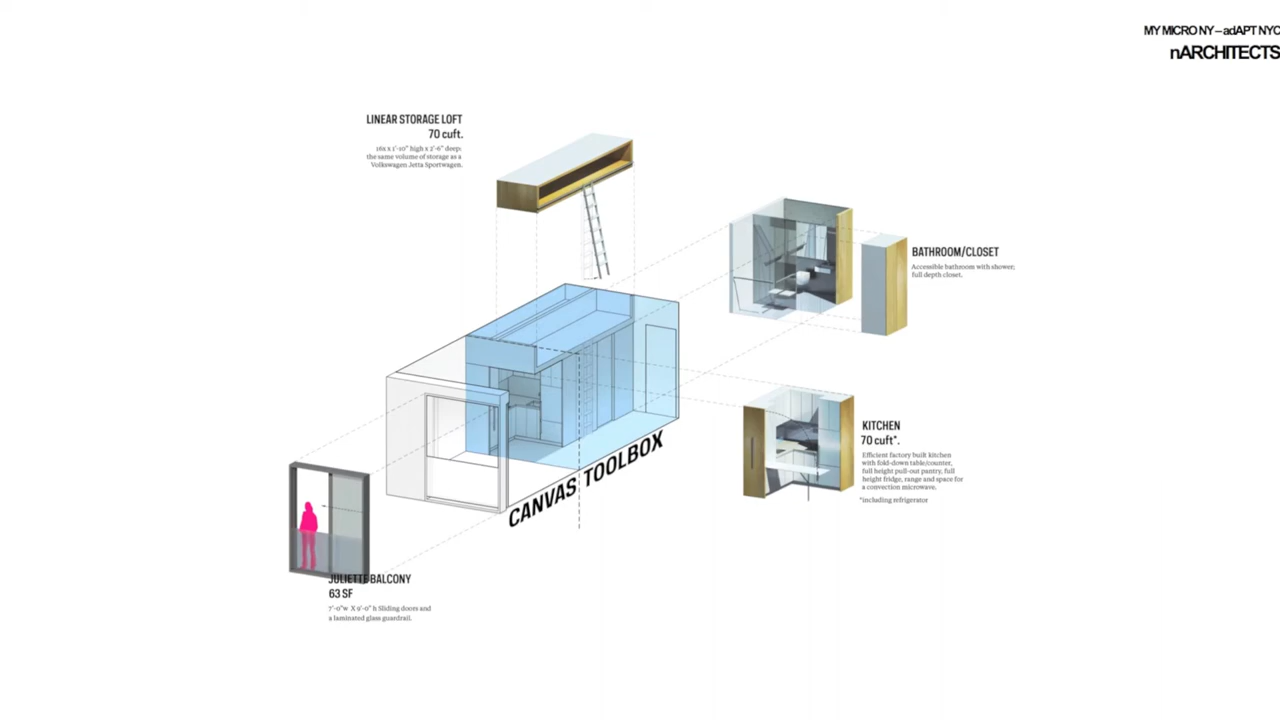 MY MICRO NY – adAPT NYC
nARCHITECTS
LINEAR STORAGE LOFT
70 cuft.
16x x 1'-10" high x 2'-6" deep:
the same volume of storage as a
Volkswagen Jetta Sportwagen.
BATHROOM/CLOSET
Accessible bathroom with shower;
full depth closet.
CANVAS TOOLBOX
KITCHEN
70 cuft*.
Efficient factory built kitchen
with fold-down table/counter,
full height pull-out pantry, full
height fridge, range and space for
a convection microwave.
*including refrigerator
JULIETTE BALCONY
63 SF
7'-0"w X 9'-0" h Sliding doors and
a laminated glass guardrail.